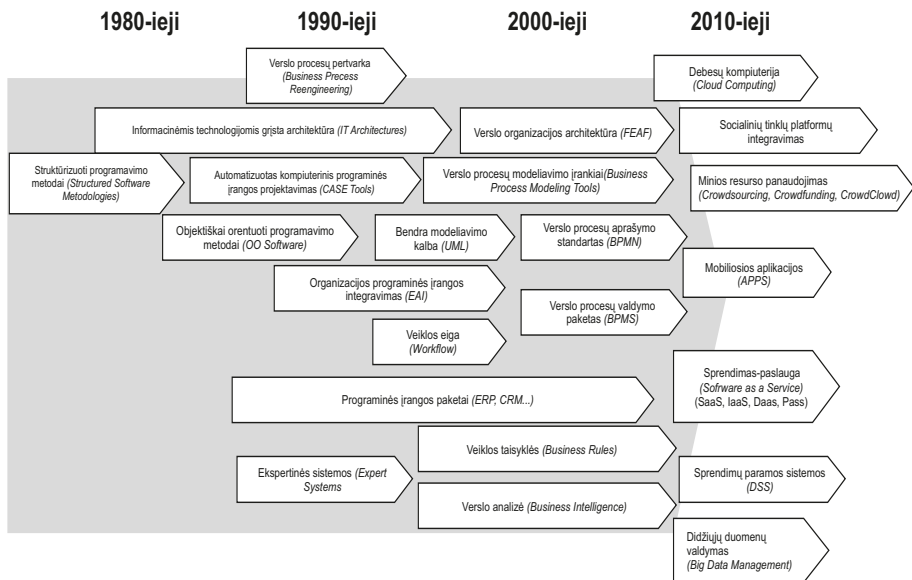 1980-ieji
1990-ieji
2000-ieji
2010-ieji
Verslo procesų pertvarka
(Business Precess
Reengineering)
Debesų kompiuterija
(Cloud Computing)
Informacinėmis technologijomis grįsta architektūra (IT Architectures)
Verslo organizacijos architektūra (FEAF)
Socialinių tinklų platformų
integravimas
Struktūrizuoti programavimo
metodai (Structured Software
Metodologies)
Automatizuotas kompiuterinis programinės
įrangos projektavimas (CASE Tools)
Verslo procesų modeliavimo įrankiai(Business
Process Modeling Tools)
Minios resurso panaudojimas
(Crowdsourcing, Crowdfunding, CrowdClowd)
Objektiškai orentuoti programavimo
metodai (OO Software)
Bendra modeliavimo
kalba (UML)
Verslo procesų aprašymo
standartas (BPMN)
Mobiliosios aplikacijos
(APPS)
Organizacijos programinės įrangos
integravimas (EAI)
Verslo procesų valdymo
paketas (BPMS)
Veiklos eiga
(Workflow)
Sprendimas-paslauga
(Sofrware as a Service)
(SaaS, IaaS, Daas, Pass)
Programinės įrangos paketai (ERP, CRM...)
Veiklos taisyklės (Business Rules)
Ekspertinės sistemos (Expert
Systems
Sprendimų paramos sistemos
(DSS)
Verslo analizė (Business Intelligence)
Didžiųjų duomenų
valdymas
(Big Data Management)